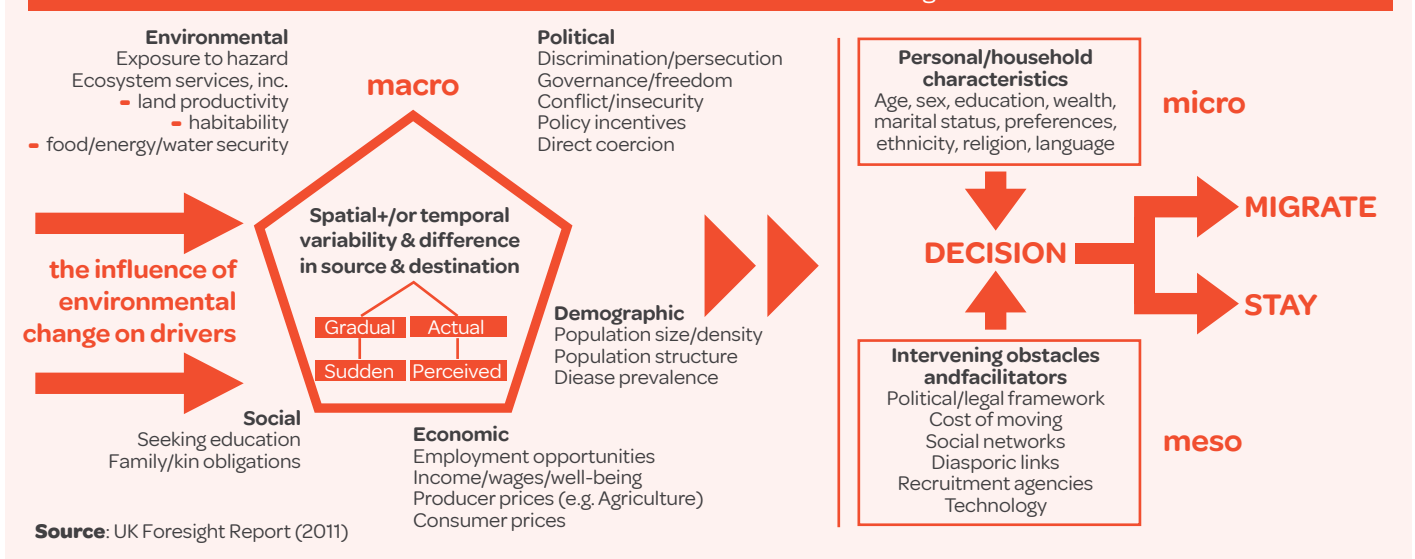 Environmental
Exposure to hazard
Ecosystem services, inc.
- land productivity
- habitability
- food/energy/water security
macro
Political
Discrimination/persecution
Governance/freedom
Conflict/insecurity
Policy incentives
Direct coercion
the influence of
environmental
change on drivers
Spatial+/or temporal
variability & difference
in source & destination
Gradual
Actual
Sudden
Perceived
Demographic
Population size/density
Population structure
Diease prevalence
Social
Seeking education
Family/kin obligations
Economic
Employment opportunities
Income/wages/well-being
Producer prices (e.g. Agriculture)
Consumer prices
Personal/household
characteristics
Age, sex, education, wealth,
marital status, preferences,
ethnicity, religion, language
micro
DECISION
MIGRATE
STAY
Intervening obstacles
andfacilitators
Political/legal framework
Cost of moving
Social networks
Diasporic links
Recruitment agencies
Technology
meso
Source: UK Foresight Report (2011)